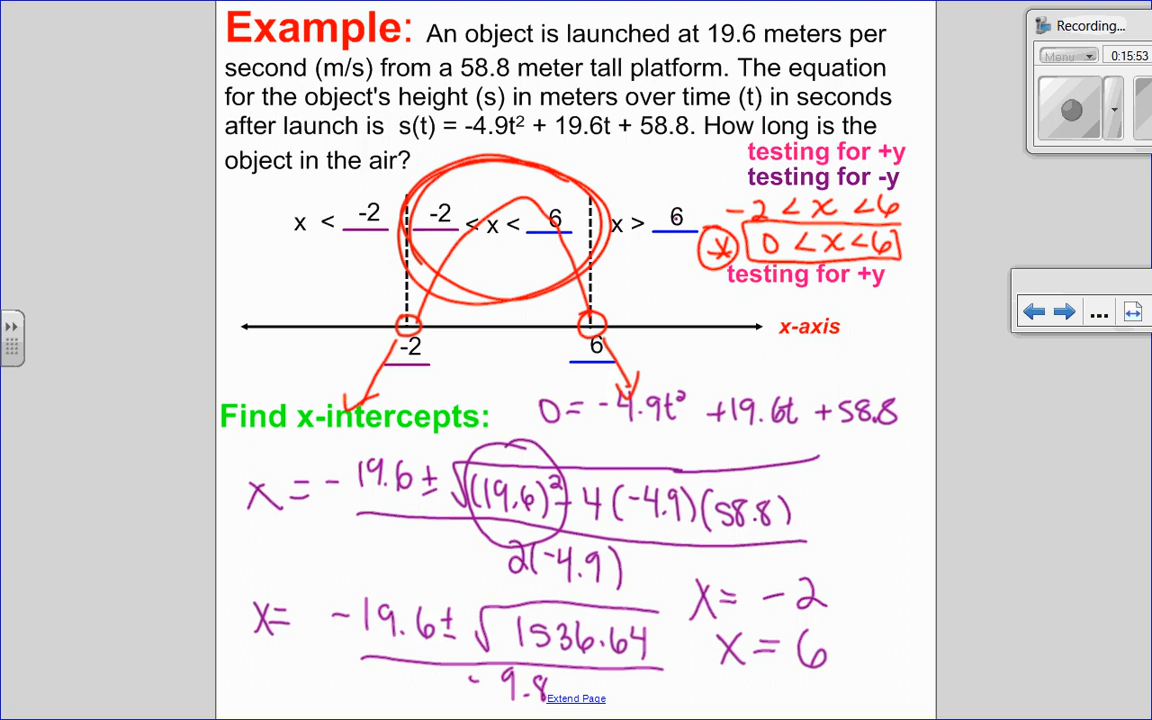 Example: An object is launched at 19.6 meters per
second (m/s) from a 58.8 meter tall platform. The equation
for the object's height (s) in meters over time (t) in seconds
after launch is s(t) = -4.9t² + 19.6t + 58.8. How long is the
object in the air?
testing for +y
testing for -y
x < -2
-2 < x < 6
x > 6
-2 < x < 6
* 0 < x < 6
testing for +y
x-axis
-2
6
Find x-intercepts:
0 = -4.9t² + 19.6t + 58.8
x = -19.6 ± √(19.6)² - 4(-4.9)(58.8)
2(-4.9)
x = -19.6 ± √1536.64
-9.8
x = -2
x = 6
Extend Page
Recording...
Menu
0:15:53
...